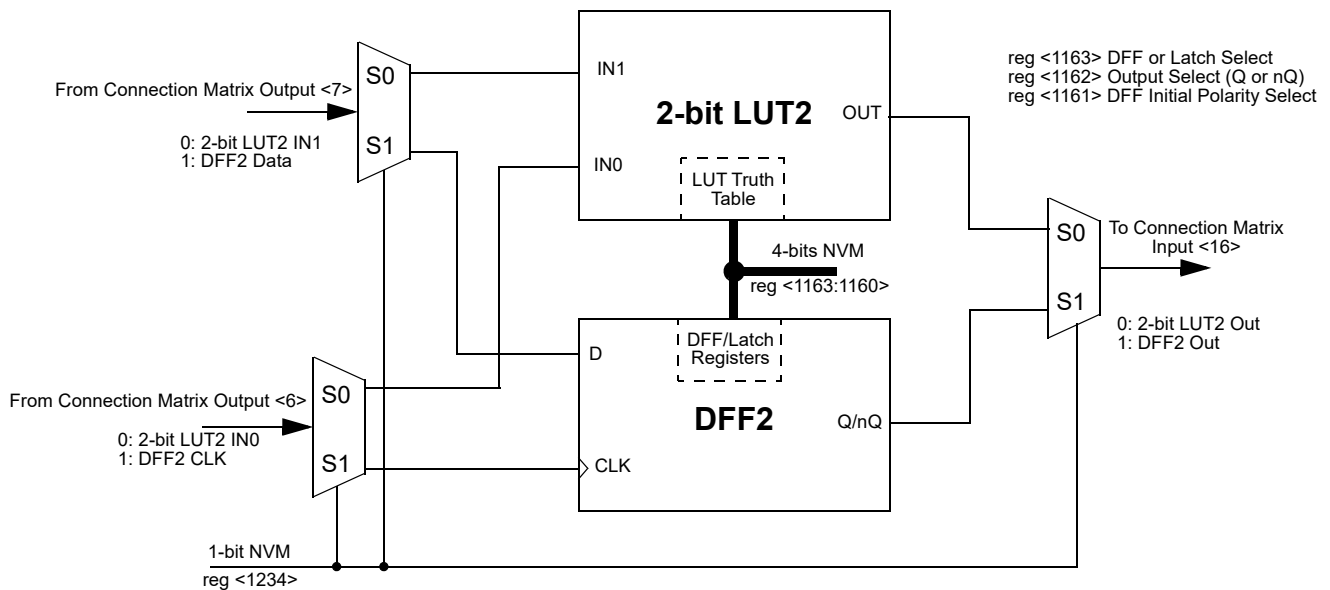 From Connection Matrix Output <7>
0: 2-bit LUT2 IN1
1: DFF2 Data
S0
S1
IN1
IN0
2-bit LUT2
OUT
LUT Truth
Table
reg <1163> DFF or Latch Select
reg <1162> Output Select (Q or nQ)
reg <1161> DFF Initial Polarity Select
4-bits NVM
reg <1163:1160>
S0
S1
To Connection Matrix
Input <16>
0: 2-bit LUT2 Out
1: DFF2 Out
From Connection Matrix Output <6>
0: 2-bit LUT2 IN0
1: DFF2 CLK
S0
S1
D
CLK
DFF/Latch
Registers
DFF2
Q/nQ
1-bit NVM
reg <1234>